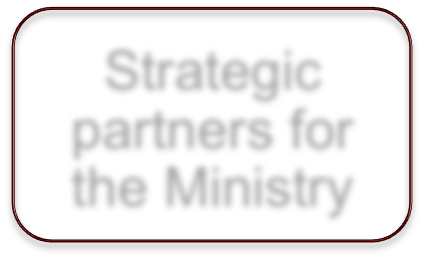 Strategic
partners for
the Ministry